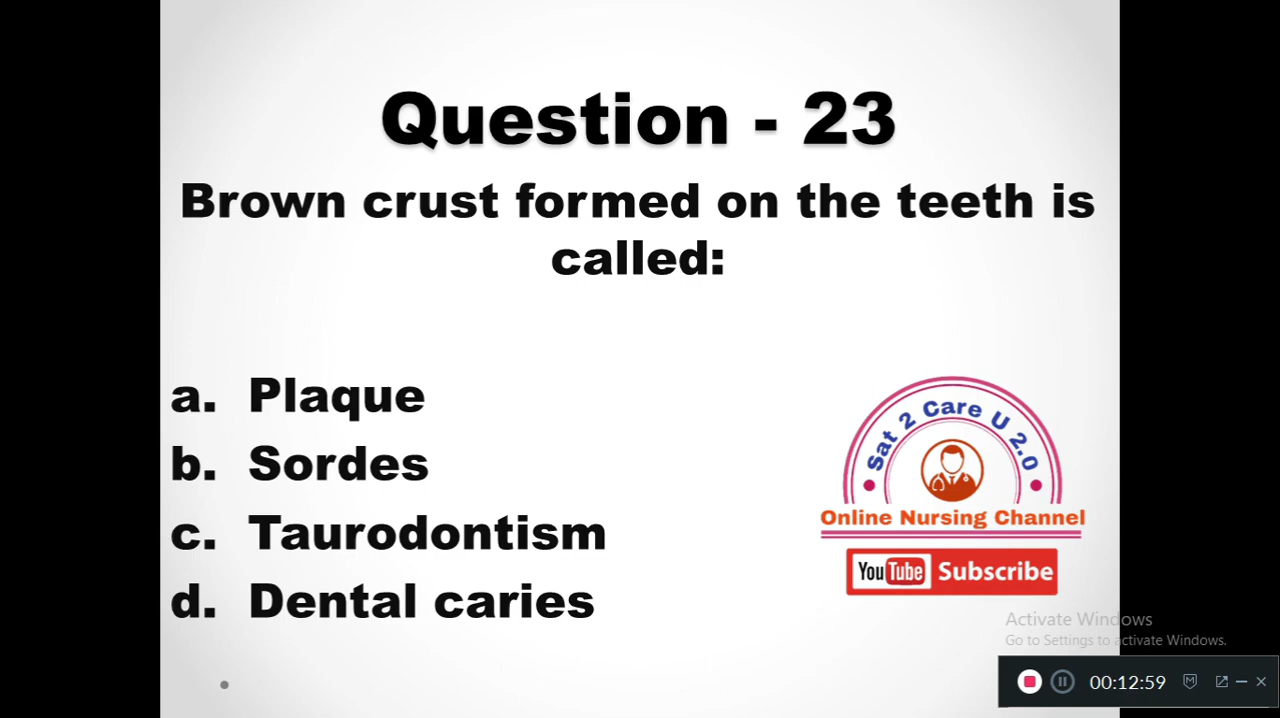 Question - 23
Brown crust formed on the teeth is
called:
a. Plaque
b. Sordes
c. Taurodontism
d. Dental caries
Sat 2 Care U 2.0
Online Nursing Channel
YouTube Subscribe
Activate Windows
Go to Settings to activate Windows.
00:12:59